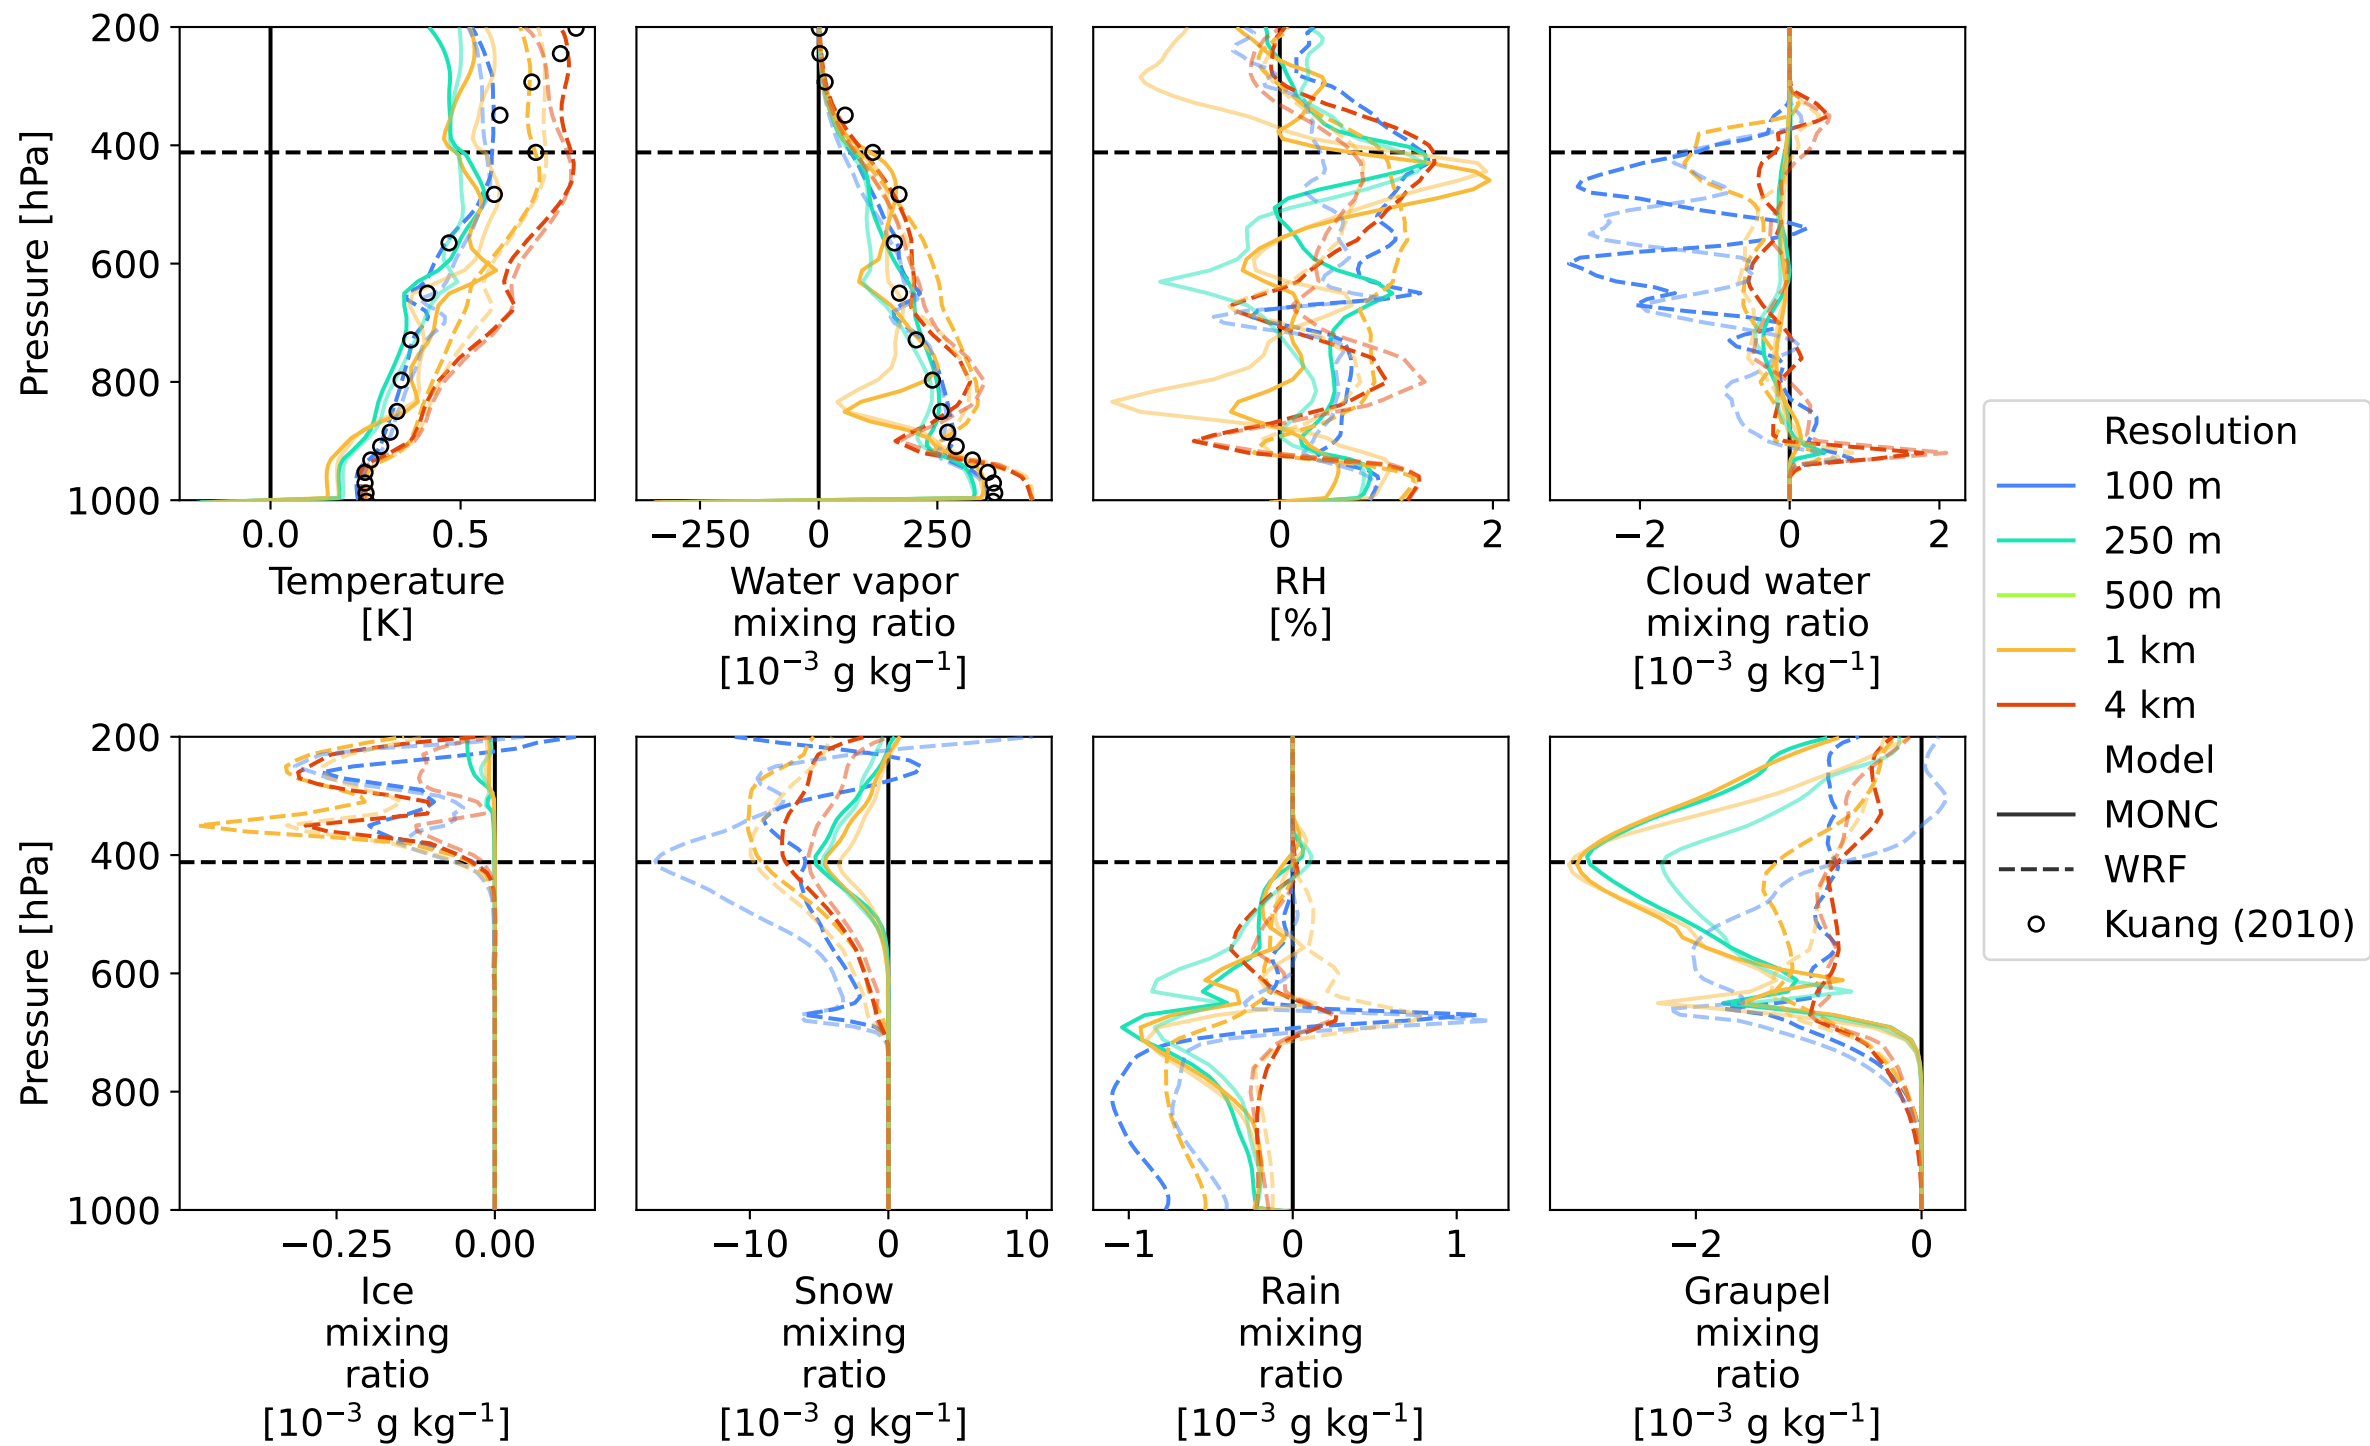 200
400
600
800
1000
Pressure [hPa]
0.0 0.5
Temperature
[K]
−250 0 250
Water vapor
mixing ratio
[10⁻³ g kg⁻¹]
0 2
RH
[%]
−2 0 2
Cloud water
mixing ratio
[10⁻³ g kg⁻¹]
Resolution
100 m
250 m
500 m
1 km
4 km
Model
MONC
WRF
Kuang (2010)
200
400
600
800
1000
Pressure [hPa]
−0.25 0.00
Ice
mixing
ratio
[10⁻³ g kg⁻¹]
−10 0 10
Snow
mixing
ratio
[10⁻³ g kg⁻¹]
−1 0 1
Rain
mixing
ratio
[10⁻³ g kg⁻¹]
−2 0
Graupel
mixing
ratio
[10⁻³ g kg⁻¹]